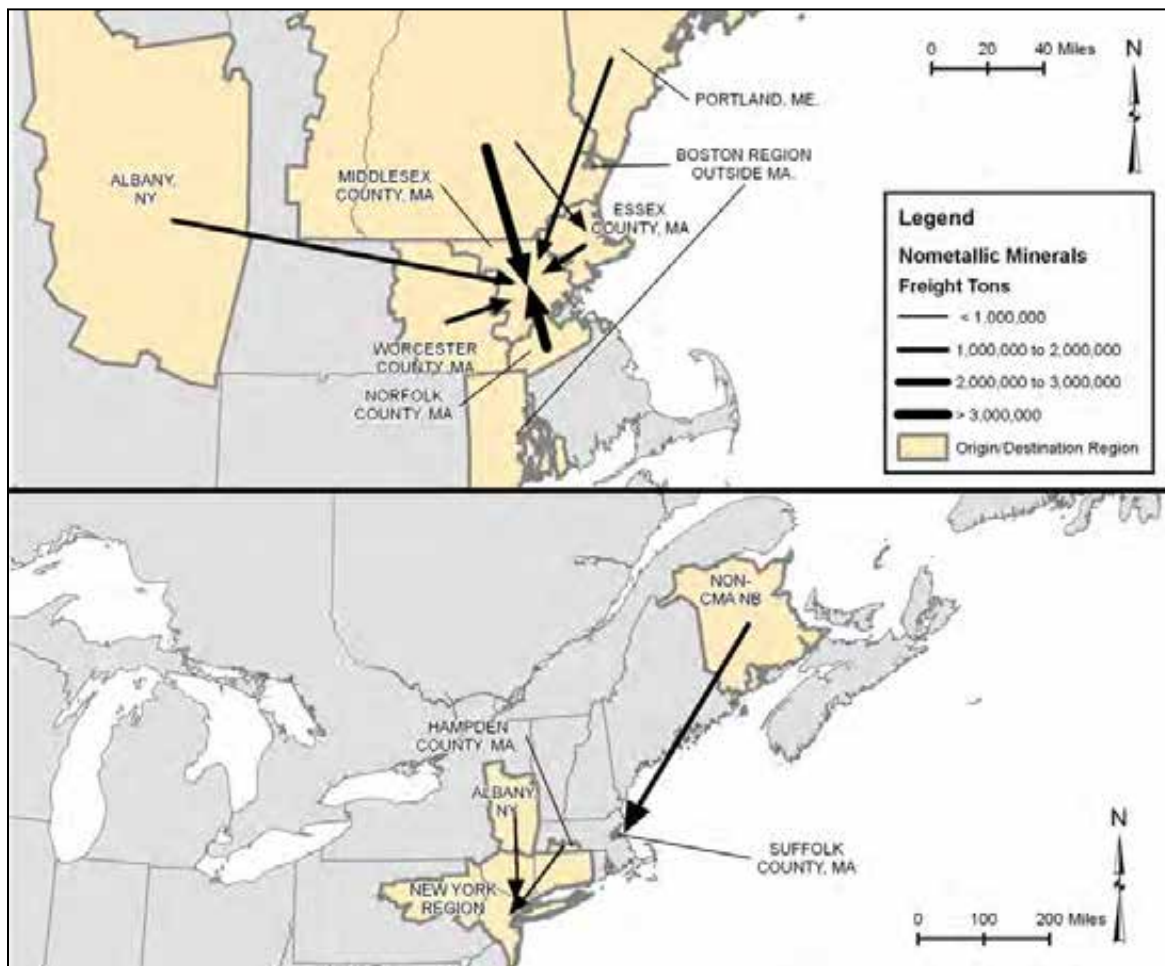 0 20 40 Miles
N
PORTLAND, ME.
BOSTON REGION
OUTSIDE MA.
MIDDLESEX
COUNTY, MA
ALBANY,
NY
ESSEX
COUNTY, MA
WORCESTER
COUNTY, MA
NORFOLK
COUNTY, MA
Legend
Nometallic Minerals
Freight Tons
< 1,000,000
1,000,000 to 2,000,000
2,000,000 to 3,000,000
> 3,000,000
Origin/Destination Region
NON-
CMA NB
HAMPDEN
COUNTY, MA
ALBANY,
NY
NEW YORK
REGION
SUFFOLK
COUNTY, MA
N
0 100 200 Miles